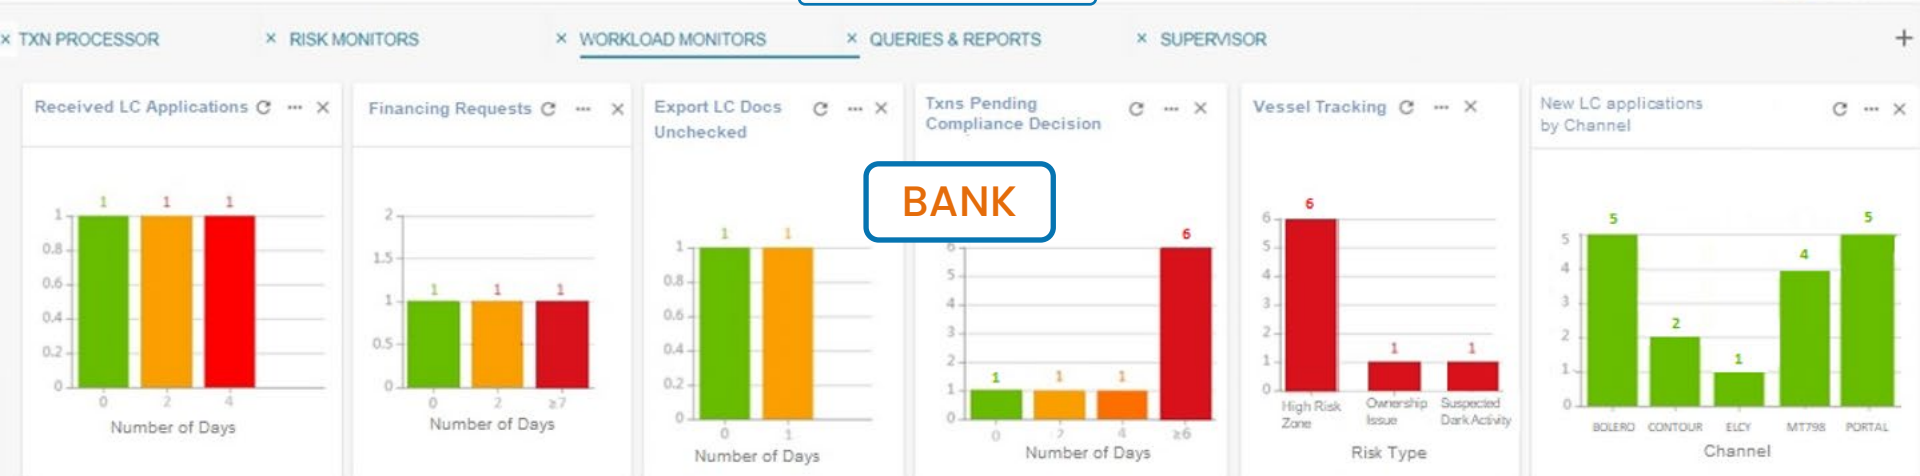 × TXN PROCESSOR × RISK MONITORS × WORKLOAD MONITORS × QUERIES & REPORTS × SUPERVISOR +
Received LC Applications
1 1 1
1
0.8
0.6
0.4
0.2
0
0 2 4
Number of Days
Financing Requests
2
1.5
1
0.5
0
1 1 1
0 2 ≥7
Number of Days
Export LC Docs
Unchecked
1 1
1
0.8
0.6
0.4
0.2
0
0 1
Number of Days
Txns Pending
Compliance Decision
BANK
6
6
5
4
3
2
1
0
1 1 1
0 2 4 ≥6
Number of Days
Vessel Tracking
6
6
5
4
3
2
1
0
1 1
High Risk
Zone
Ownership
Issue
Suspected
Dark Activity
Risk Type
New LC applications
by Channel
5 2 1 4 5
5
4
3
2
1
0
BOLERO CONTOUR ELCY MT798 PORTAL
Channel